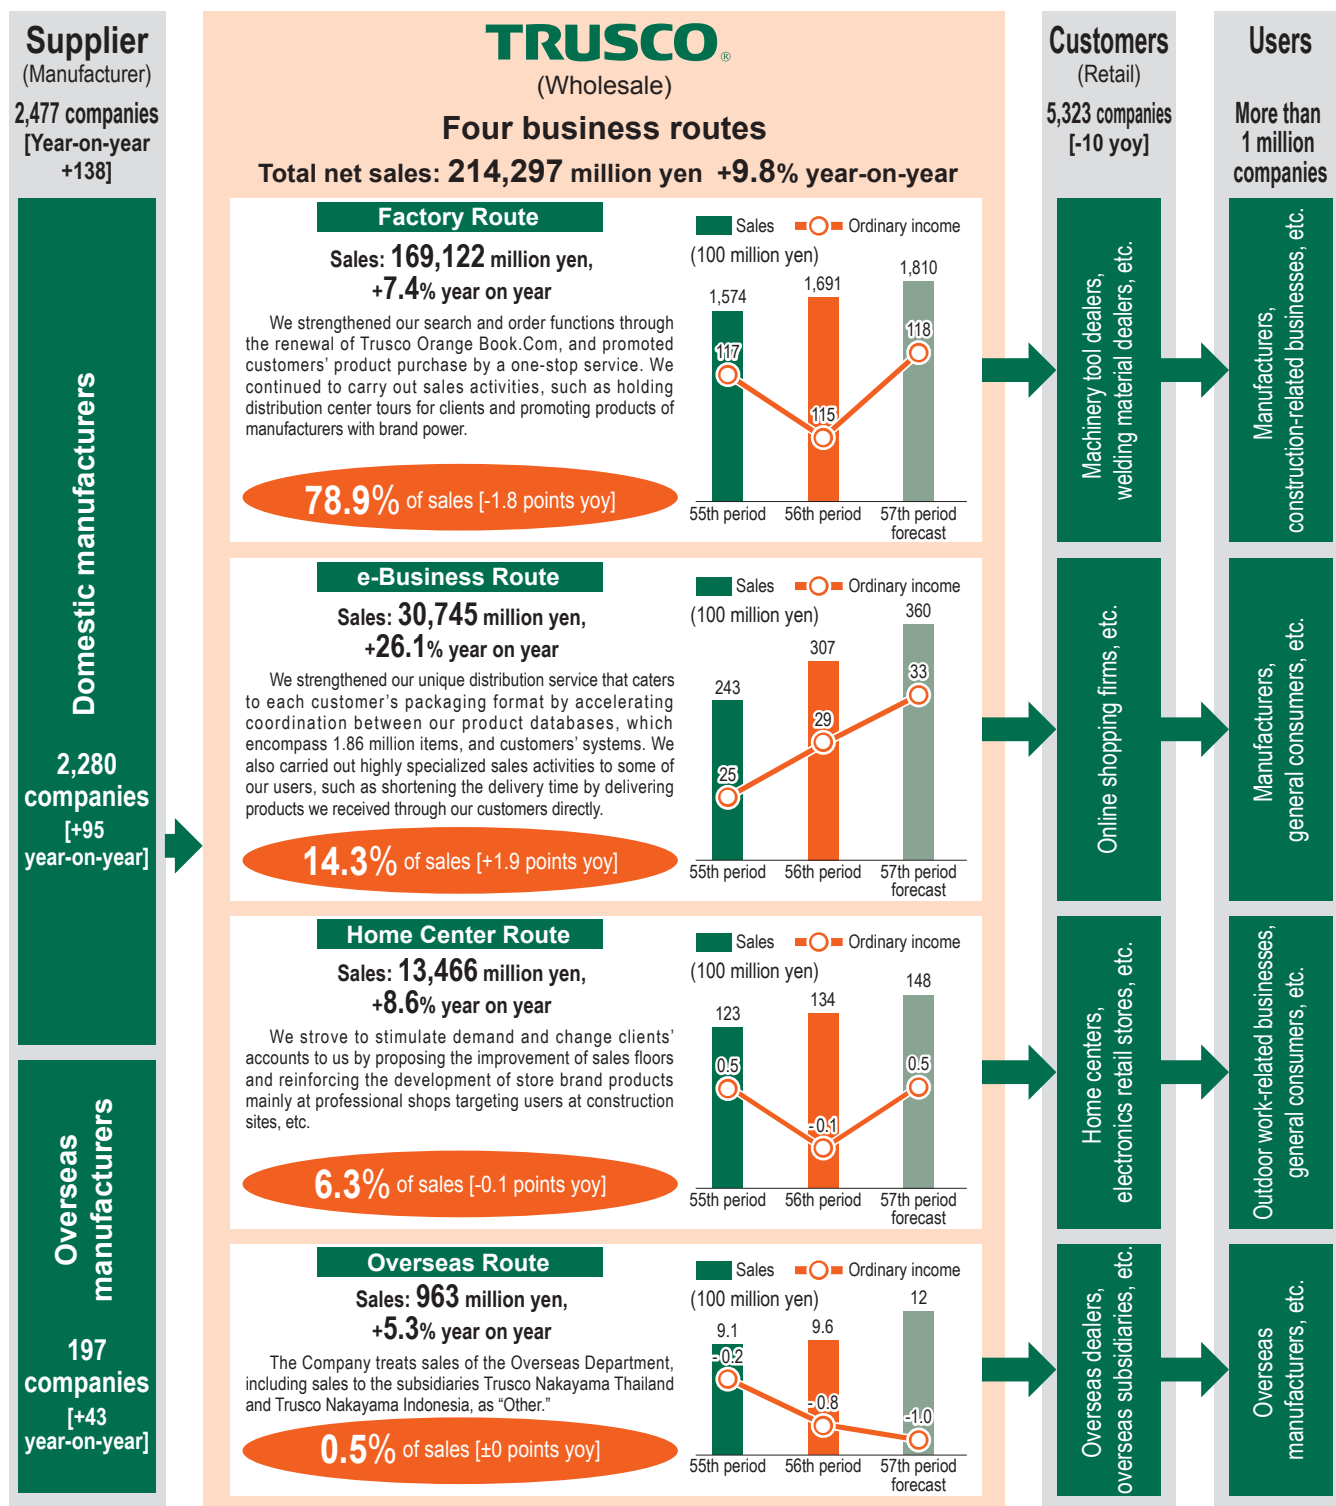 Supplier
(Manufacturer)
2,477 companies
[Year-on-year
+138]
Domestic manufacturers
2,280
companies
[+95
year-on-year]
Overseas
manufacturers
197
companies
[+43
year-on-year]
TRUSCO®
(Wholesale)
Four business routes
Total net sales: 214,297 million yen +9.8% year-on-year
Factory Route
Sales: 169,122 million yen,
+7.4% year on year
We strengthened our search and order functions through
the renewal of Trusco Orange Book.Com, and promoted
customers' product purchase by a one-stop service. We
continued to carry out sales activities, such as holding
distribution center tours for clients and promoting products of
manufacturers with brand power.
78.9% of sales [-1.8 points yoy]
Sales Ordinary income
(100 million yen)
1,574
1,691
1,810
117
115
118
55th period 56th period 57th period
forecast
e-Business Route
Sales: 30,745 million yen,
+26.1% year on year
We strengthened our unique distribution service that caters
to each customer's packaging format by accelerating
coordination between our product databases, which
encompass 1.86 million items, and customers' systems. We
also carried out highly specialized sales activities to some of
our users, such as shortening the delivery time by delivering
products we received through our customers directly.
14.3% of sales [+1.9 points yoy]
Sales Ordinary income
(100 million yen)
243
307
360
25
29
33
55th period 56th period 57th period
forecast
Home Center Route
Sales: 13,466 million yen,
+8.6% year on year
We strove to stimulate demand and change clients'
accounts to us by proposing the improvement of sales floors
and reinforcing the development of store brand products
mainly at professional shops targeting users at construction
sites, etc.
6.3% of sales [-0.1 points yoy]
Sales Ordinary income
(100 million yen)
123
134
148
0.5
-0.1
0.5
55th period 56th period 57th period
forecast
Overseas Route
Sales: 963 million yen,
+5.3% year on year
The Company treats sales of the Overseas Department,
including sales to the subsidiaries Trusco Nakayama Thailand
and Trusco Nakayama Indonesia, as “Other.”
0.5% of sales [±0 points yoy]
Sales Ordinary income
(100 million yen)
9.1
9.6
12
-0.2
-0.8
-1.0
55th period 56th period 57th period
forecast
Customers
(Retail)
5,323 companies
[-10 yoy]
Machinery tool dealers,
welding material dealers, etc.
Online shopping firms, etc.
Home centers,
electronics retail stores, etc.
Overseas dealers,
overseas subsidiaries, etc.
Users
More than
1 million
companies
Manufacturers,
construction-related businesses, etc.
Manufacturers,
general consumers, etc.
Outdoor work-related businesses,
general consumers, etc.
Overseas
manufacturers, etc.